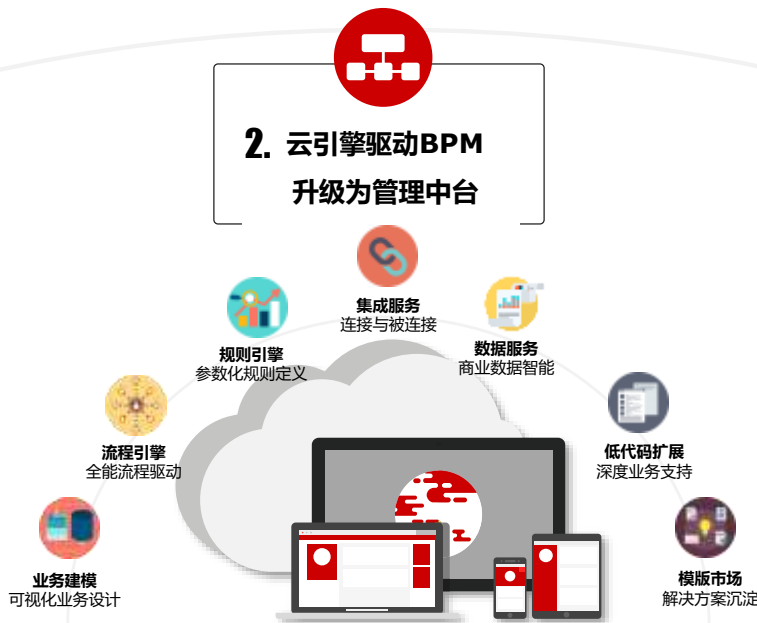 2. 云引擎驱动BPM
升级为管理中台
集成服务
连接与被连接
规则引擎
参数化规则定义
数据服务
商业数据智能
流程引擎
全能流程驱动
低代码扩展
深度业务支持
业务建模
可视化业务设计
模版市场
解决方案沉淀